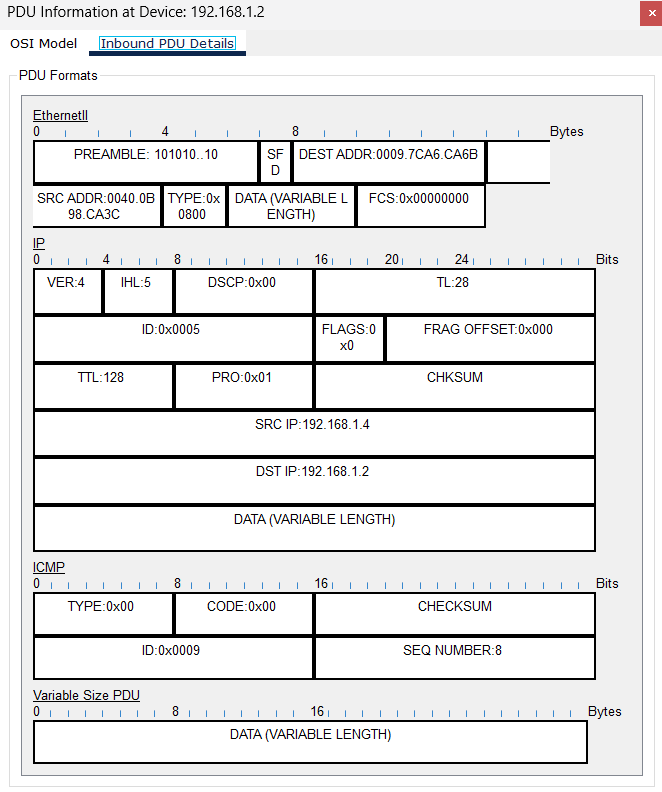 PDU Information at Device: 192.168.1.2
×
OSI Model Inbound PDU Details
PDU Formats
EthernetII
0 4 8 Bytes
PREAMBLE: 101010..10 SF DEST ADDR:0009.7CA6.CA6B
D
SRC ADDR:0040.0B TYPE:0x DATA (VARIABLE L FCS:0x00000000
98.CA3C 0800 ENGTH)
IP
0 4 8 16 20 24 Bits
VER:4 IHL:5 DSCP:0x00 TL:28
ID:0x0005 FLAGS:0 FRAG OFFSET:0x000
x0
TTL:128 PRO:0x01 CHKSUM
SRC IP:192.168.1.4
DST IP:192.168.1.2
DATA (VARIABLE LENGTH)
ICMP
0 8 16 Bits
TYPE:0x00 CODE:0x00 CHECKSUM
ID:0x0009 SEQ NUMBER:8
Variable Size PDU
0 8 16 Bytes
DATA (VARIABLE LENGTH)